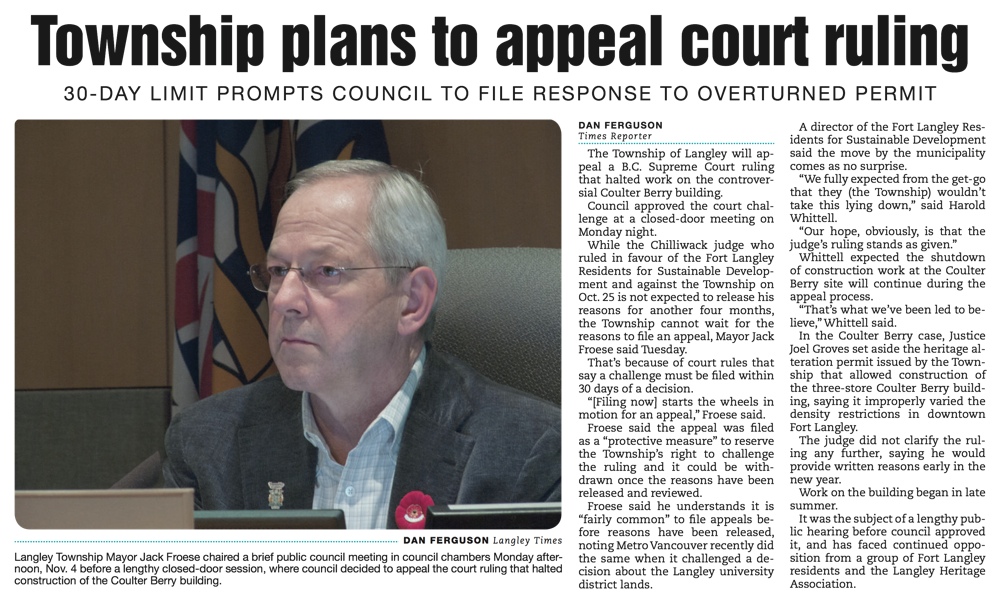 Township plans to appeal court ruling
30-DAY LIMIT PROMPTS COUNCIL TO FILE RESPONSE TO OVERTURNED PERMIT
DAN FERGUSON Langley Times
Langley Township Mayor Jack Froese chaired a brief public council meeting in council chambers Monday after-
noon, Nov. 4 before a lengthy closed-door session, where council decided to appeal the court ruling that halted
construction of the Coulter Berry building.
DAN FERGUSON
Times Reporter
The Township of Langley will ap-
peal a B.C. Supreme Court ruling
that halted work on the controver-
sial Coulter Berry building.
Council approved the court chal-
lenge at a closed-door meeting on
Monday night.
While the Chilliwack judge who
ruled in favour of the Fort Langley
Residents for Sustainable Develop-
ment and against the Township on
Oct. 25 is not expected to release his
reasons for another four months,
the Township cannot wait for the
reasons to file an appeal, Mayor Jack
Froese said Tuesday.
That's because of court rules that
say a challenge must be filed within
30 days of a decision.
"[Filing now] starts the wheels in
motion for an appeal," Froese said.
Froese said the appeal was filed
as a "protective measure" to reserve
the Township's right to challenge
the ruling and it could be with-
drawn once the reasons have been
released and reviewed.
Froese said he understands it is
"fairly common" to file appeals be-
fore reasons have been released,
noting Metro Vancouver recently did
the same when it challenged a de-
cision about the Langley university
district lands.
A director of the Fort Langley Res-
idents for Sustainable Development
said the move by the municipality
comes as no surprise.
"We fully expected from the get-go
that they (the Township) wouldn't
take this lying down," said Harold
Whittell.
"Our hope, obviously, is that the
judge's ruling stands as given."
Whittell expected the shutdown
of construction work at the Coulter
Berry site will continue during the
appeal process.
"That's what we've been led to be-
lieve," Whittell said.
In the Coulter Berry case, Justice
Joel Groves set aside the heritage al-
teration permit issued by the Town-
ship that allowed construction of
the three-store Coulter Berry build-
ing, saying it improperly varied the
density restrictions in downtown
Fort Langley.
The judge did not clarify the rul-
ing any further, saying he would
provide written reasons early in the
new year.
Work on the building began in late
summer.
It was the subject of a lengthy pub-
lic hearing before council approved
it, and has faced continued oppo-
sition from a group of Fort Langley
residents and the Langley Heritage
Association.